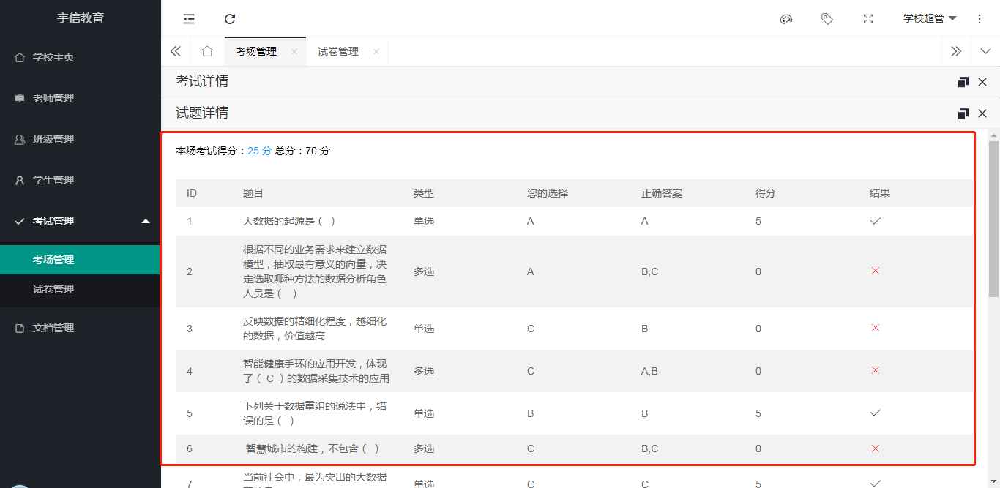 宇信教育
学校超管
学校主页
老师管理
班级管理
学生管理
考试管理
考场管理
试卷管理
文档管理
考场管理 试卷管理
考试详情
试题详情
本场考试得分：25 分 总分：70 分
ID 题目 类型 您的选择 正确答案 得分 结果
1 大数据的起源是（ ） 单选 A A 5
2 根据不同的业务需求来建立数据
模型，抽取最有意义的向量，决
定选取哪种方法的数据分析角色
人员是（ ） 多选 A B,C 0
3 反映数据的精细化程度，越细化
的数据，价值越高 单选 C B 0
4 智能健康手环的应用开发，体现
了（ C ）的数据采集技术的应用 多选 C A,B 0
5 下列关于数据重组的说法中，错
误的是（ ） 单选 B B 5
6 智慧城市的构建，不包含（ ） 多选 C B,C 0
7 当前社会中，最为突出的大数据
单选 C C 5